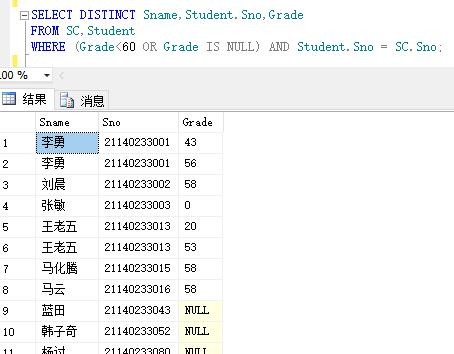 SELECT DISTINCT Sname,Student.Sno,Grade
FROM SC,Student
WHERE (Grade<60 OR Grade IS NULL) AND Student.Sno = SC.Sno;
00 %
结果 消息
Sname Sno Grade
1 李勇 21140233001 43
2 李勇 21140233001 56
3 刘晨 21140233002 58
4 张敏 21140233003 0
5 王老五 21140233013 20
6 王老五 21140233013 53
7 马化腾 21140233015 58
8 马云 21140233016 58
9 蓝田 21140233043 NULL
10 韩子奇 21140233052 NULL
11 杨过 21140233080 NULL